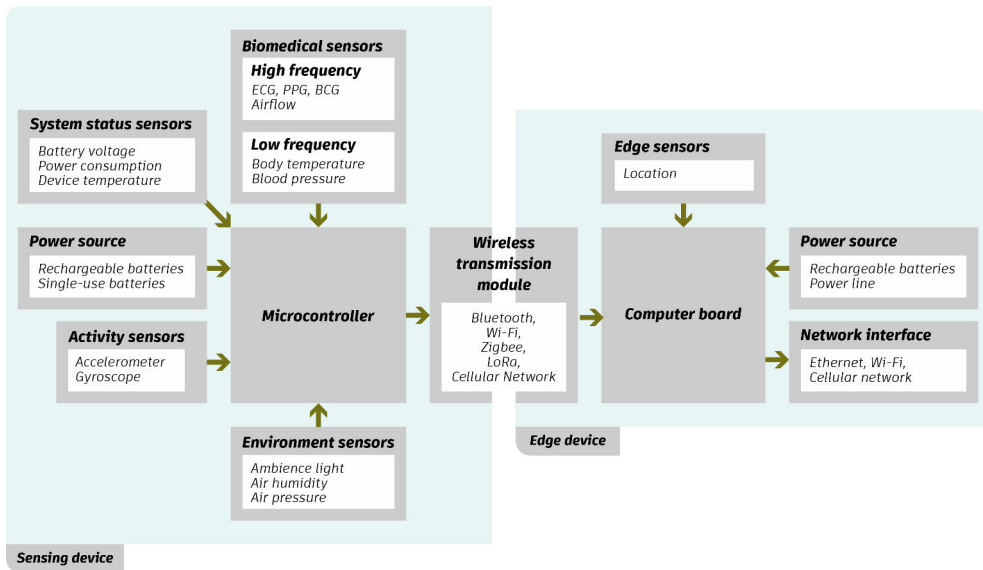 Biomedical sensors
High frequency
ECG, PPG, BCG
Airflow
Low frequency
Body temperature
Blood pressure
System status sensors
Battery voltage
Power consumption
Device temperature
Power source
Rechargeable batteries
Single-use batteries
Activity sensors
Accelerometer
Gyroscope
Microcontroller
Environment sensors
Ambience light
Air humidity
Air pressure
Sensing device
Wireless
transmission
module
Bluetooth,
Wi-Fi,
Zigbee,
LoRa,
Cellular Network
Edge sensors
Location
Computer board
Power source
Rechargeable batteries
Power line
Network interface
Ethernet, Wi-Fi,
Cellular network
Edge device